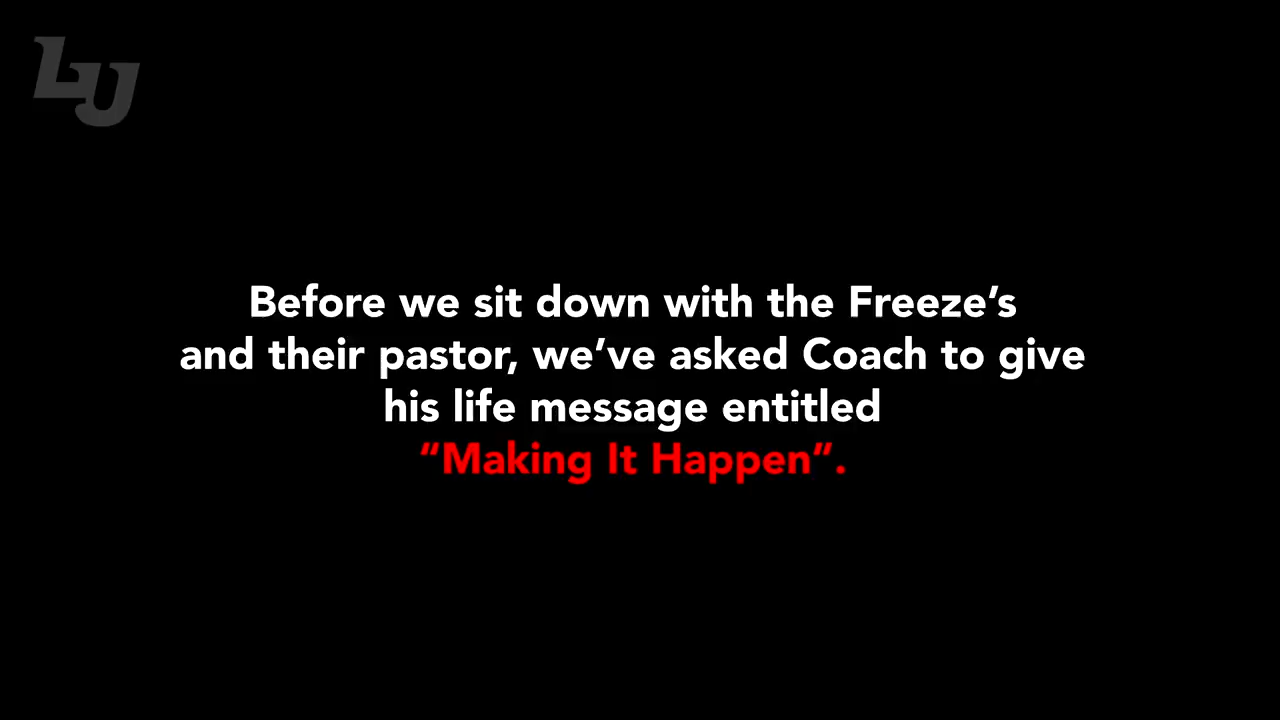 LU
Before we sit down with the Freeze’s
and their pastor, we’ve asked Coach to give
his life message entitled
“Making It Happen”.